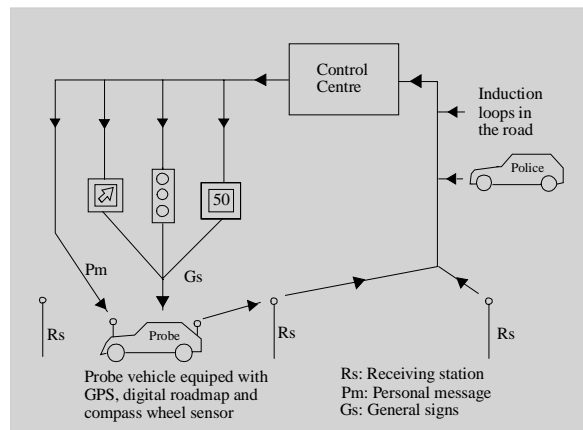 Control
Centre
Induction
loops in
the road
Police
50
Pm
Gs
Rs
Probe
Rs
Rs
Probe vehicle equiped with
GPS, digital roadmap and
compass wheel sensor
Rs: Receiving station
Pm: Personal message
Gs: General signs